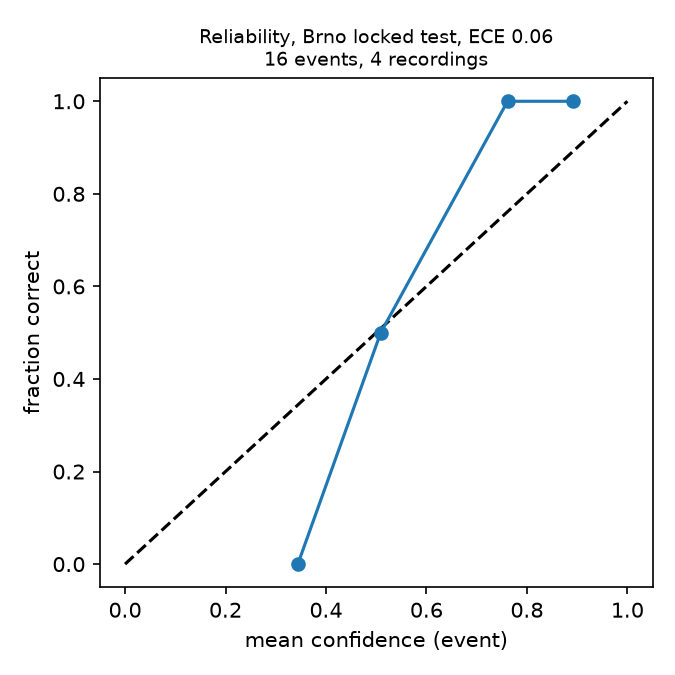 Reliability, Brno locked test, ECE 0.06
16 events, 4 recordings
1.0
0.8
0.6
0.4
0.2
0.0
fraction correct
0.0 0.2 0.4 0.6 0.8 1.0
mean confidence (event)